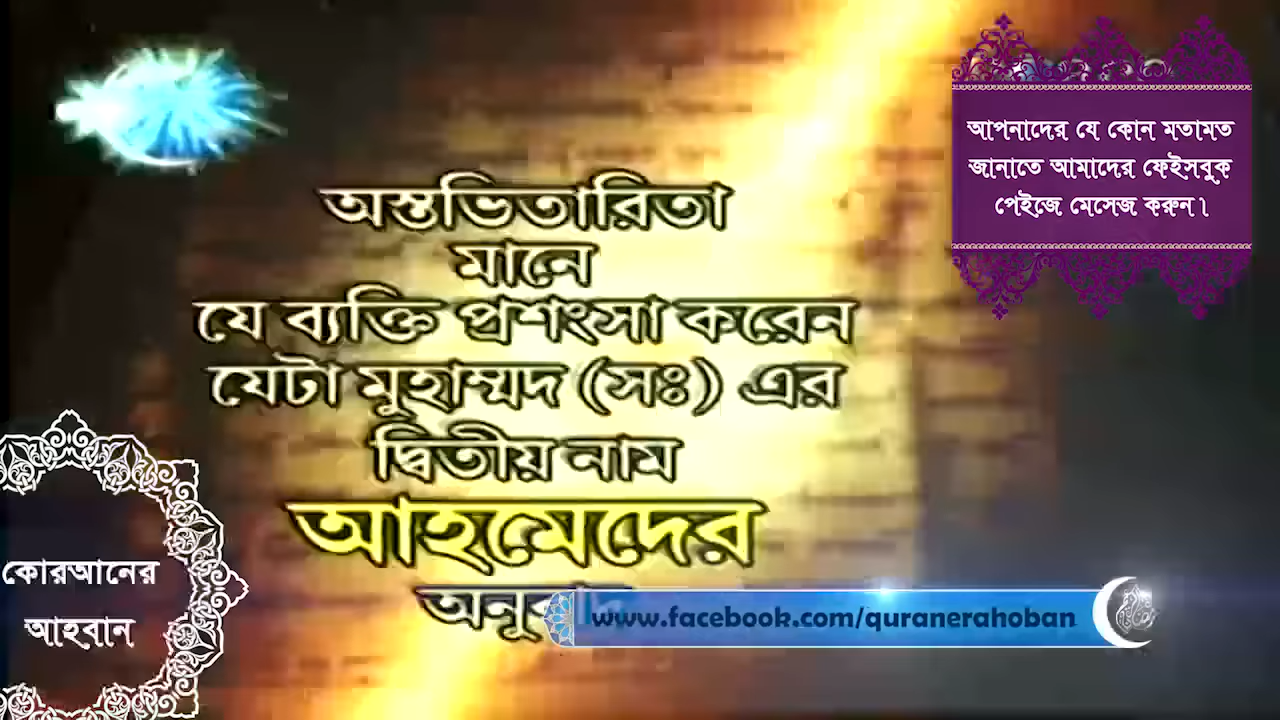 অস্তভিতারিতা
মানে
যে ব্যক্তি প্রশংসা করেন
যেটা মুহাম্মদ (সঃ) এর
দ্বিতীয় নাম
আহমেদের
আপনাদের যে কোন মতামত
জানাতে আমাদের ফেইসবুক
পেইজে মেসেজ করুন।
কোরআনের
আহবান
www.facebook.com/quranerahoban